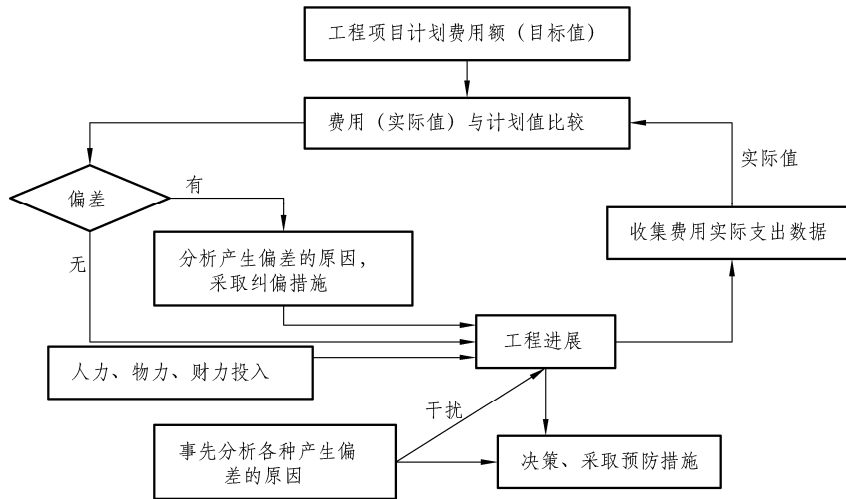 工程项目计划费用额（目标值）
费用（实际值）与计划值比较
实际值
偏差
有
收集费用实际支出数据
无
分析产生偏差的原因，
采取纠偏措施
工程进展
人力、物力、财力投入
干扰
事先分析各种产生偏
差的原因
决策、采取预防措施